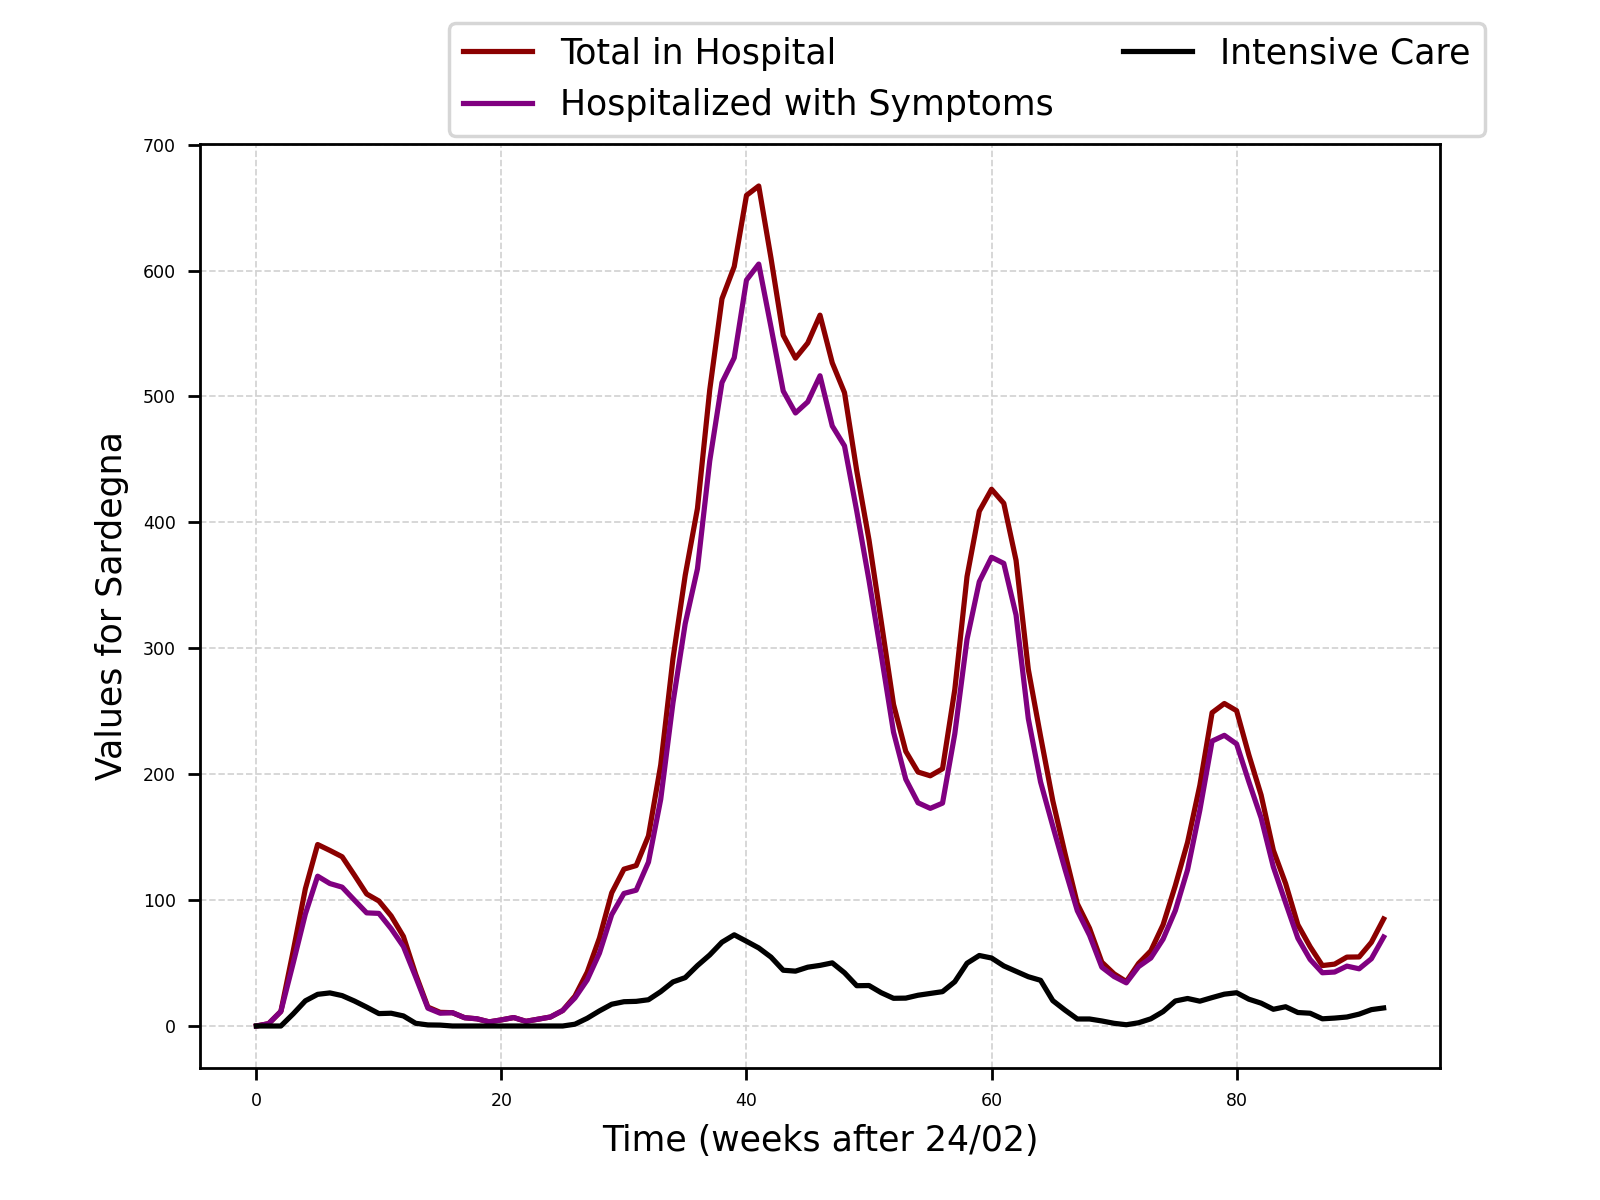 Total in Hospital
Hospitalized with Symptoms
Intensive Care
700
600
500
400
300
200
100
0
Values for Sardegna
0 20 40 60 80
Time (weeks after 24/02)